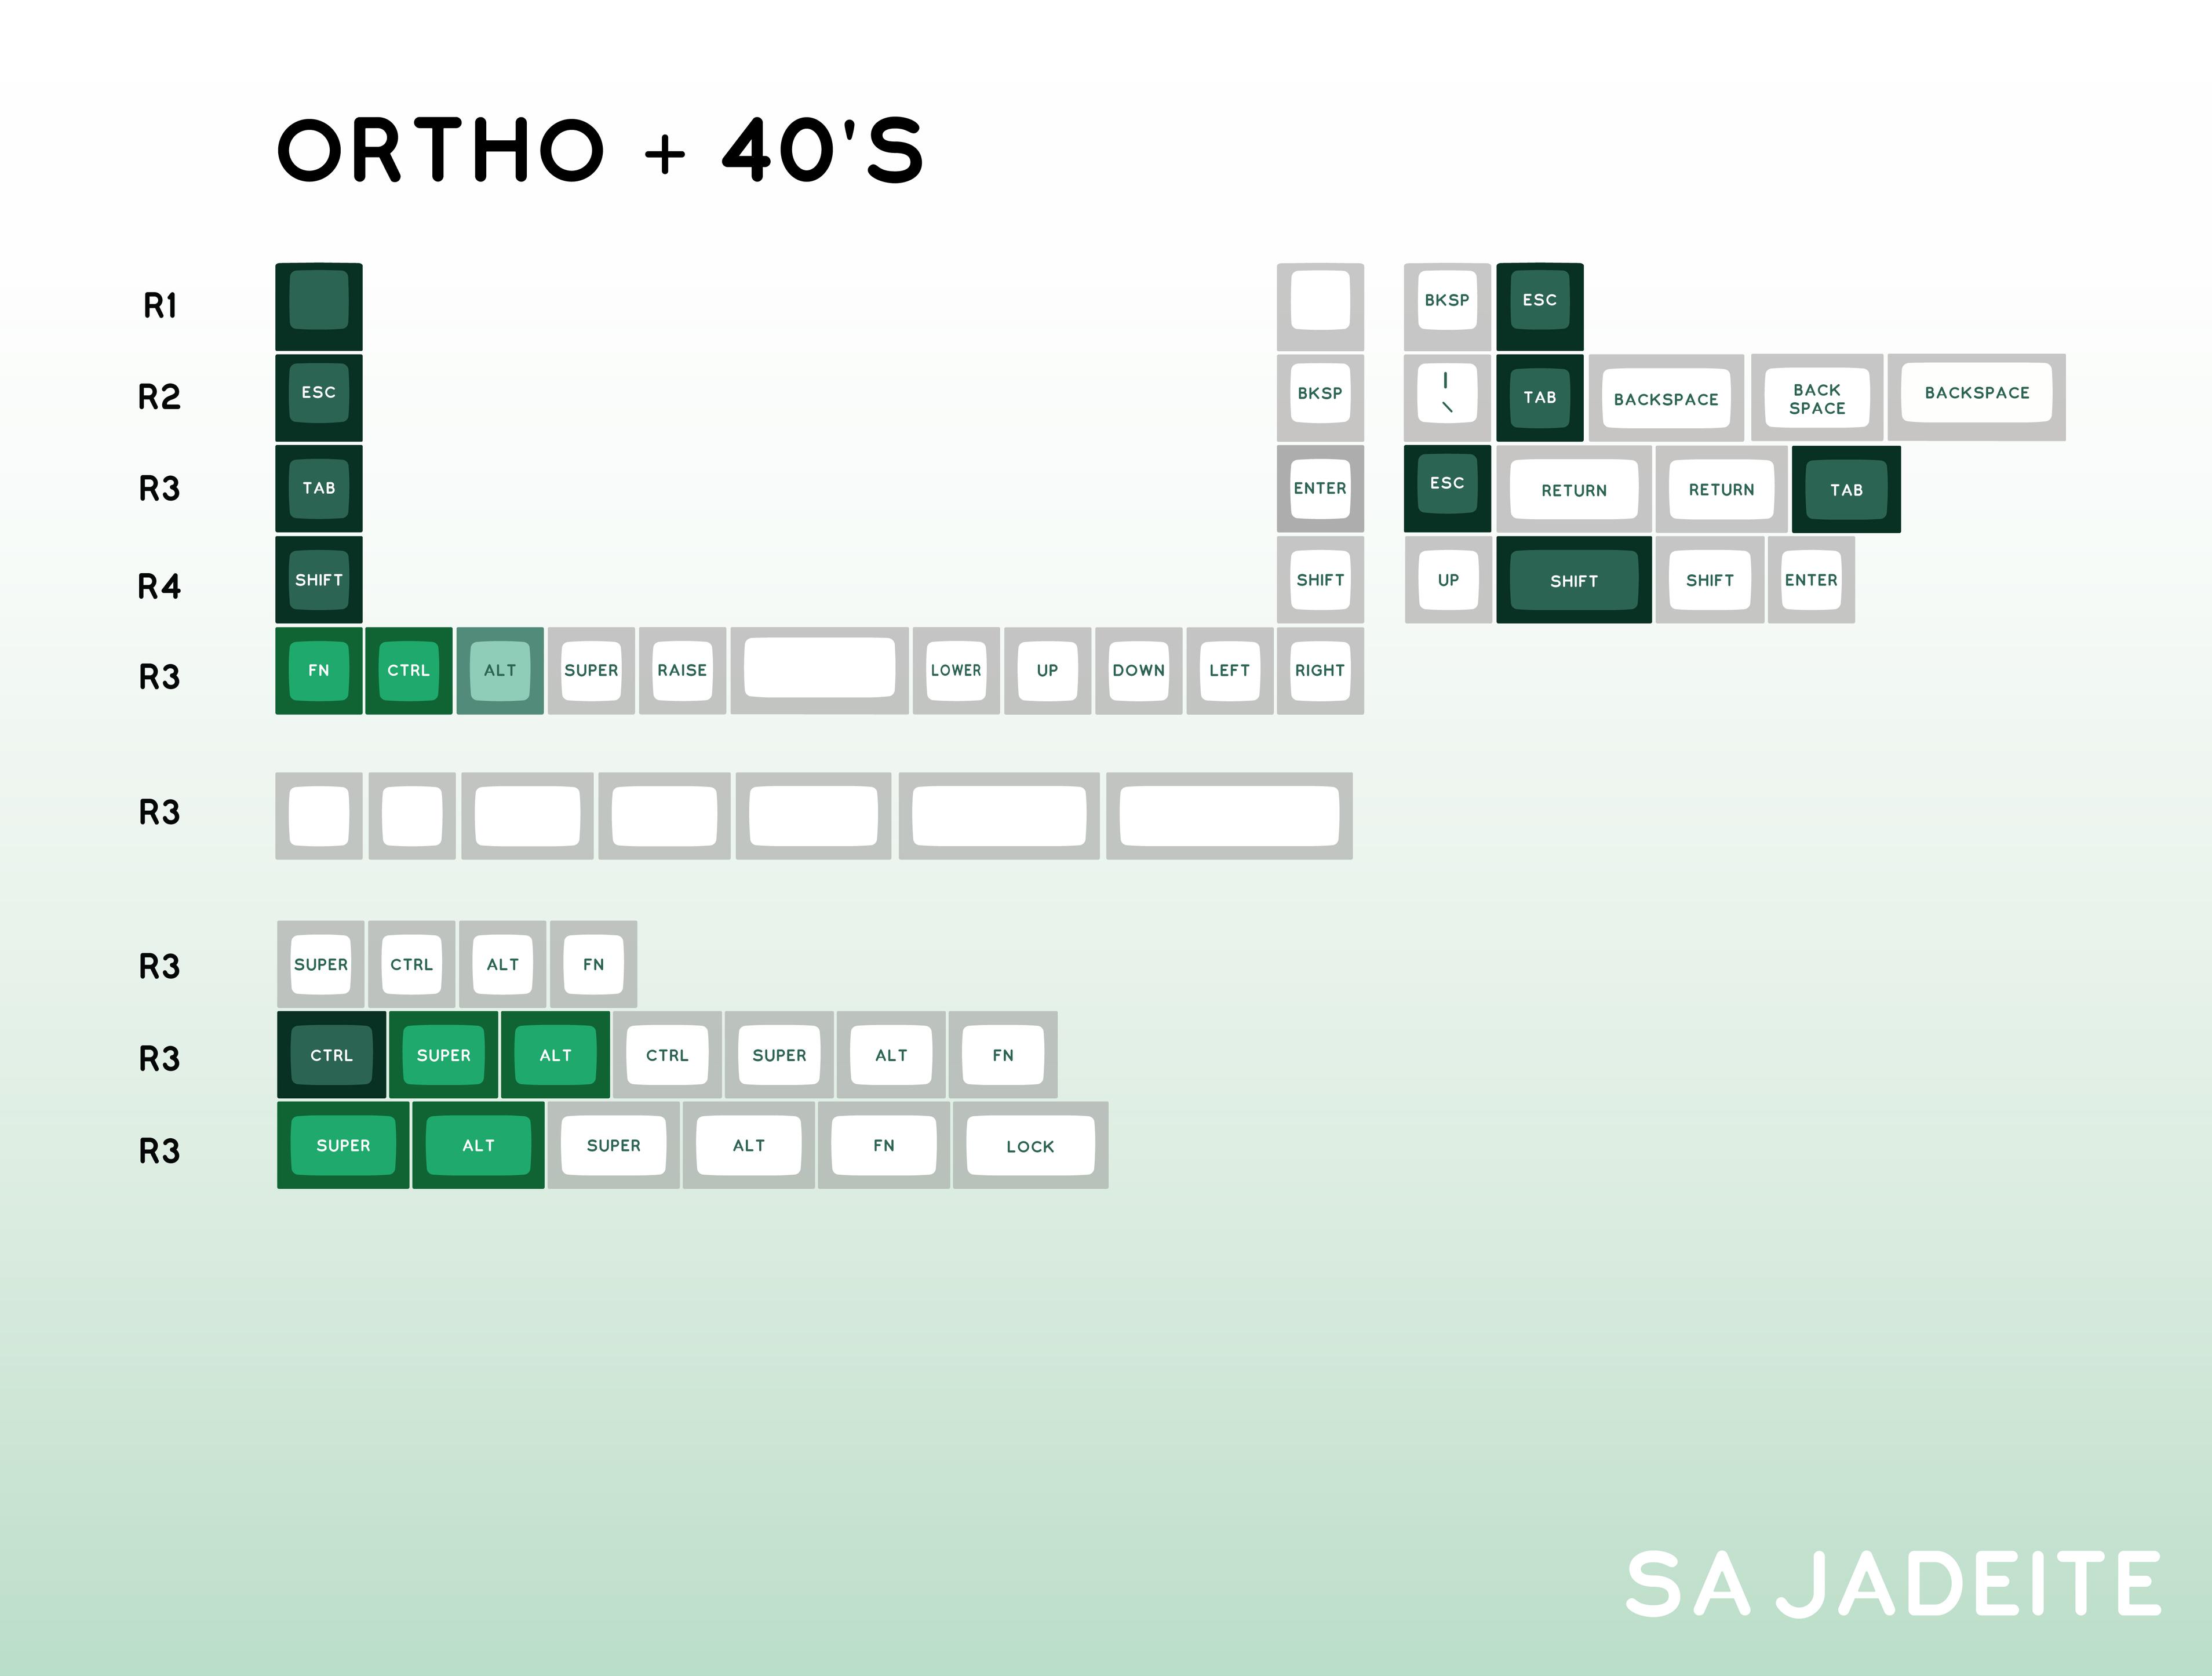 ORTHO + 40'S
R1 BKSP ESC
R2 ESC BKSP | \ TAB BACKSPACE BACK SPACE BACKSPACE
R3 TAB ENTER ESC RETURN RETURN TAB
R4 SHIFT SHIFT UP SHIFT SHIFT ENTER
R3 FN CTRL ALT SUPER RAISE LOWER UP DOWN LEFT RIGHT
R3
R3 SUPER CTRL ALT FN
R3 CTRL SUPER ALT CTRL SUPER ALT FN
R3 SUPER ALT SUPER ALT FN LOCK
SA JADEITE